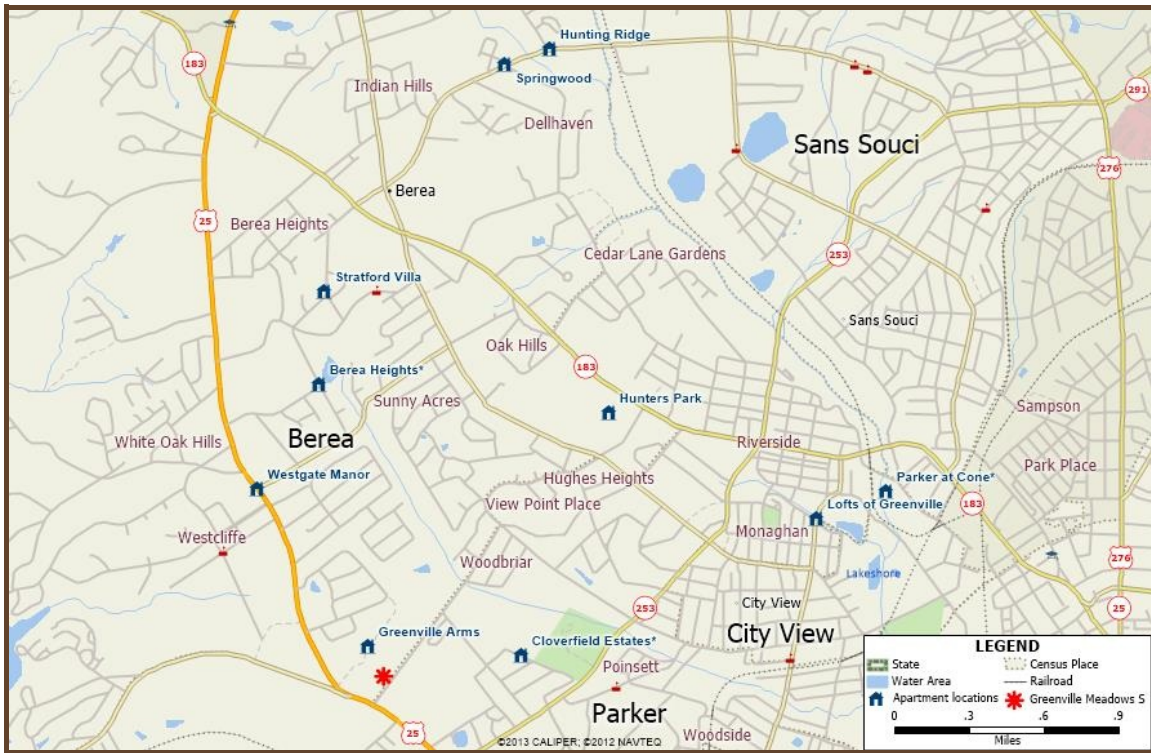 Hunting Ridge
183
Indian Hills
Springwood
291
Dellhaven
Sans Souci
276
Berea
25
Berea Heights
Cedar Lane Gardens
253
Stratford Villa
Sans Souci
Oak Hills
183
Berea Heights*
Sunny Acres
Hunters Park
Sampson
White Oak Hills
Berea
Riverside
Park Place
Westgate Manor
Hughes Heights
Parker at Cone*
View Point Place
Lofts of Greenville
183
Westcliffe
Monaghan
Woodbriar
276
Lakeshore
City View
253
25
Greenville Arms
Cloverfield Estates*
City View
Poinsett
Parker
25
Woodside
©2013 CALIPER; ©2012 NAVTEQ
LEGEND
State
Census Place
Water Area
Railroad
Apartment locations
Greenville Meadows S
0 .3 .6 .9
Miles